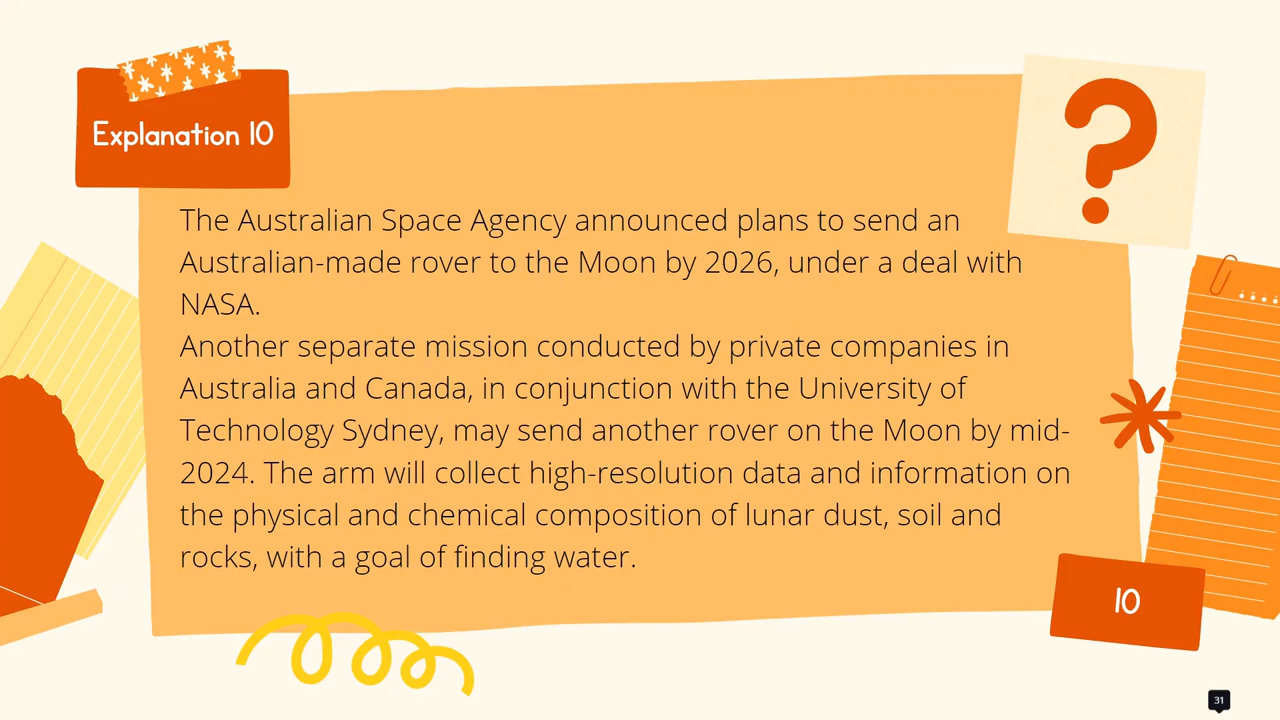 Explanation 10
The Australian Space Agency announced plans to send an
Australian-made rover to the Moon by 2026, under a deal with
NASA.
Another separate mission conducted by private companies in
Australia and Canada, in conjunction with the University of
Technology Sydney, may send another rover on the Moon by mid-
2024. The arm will collect high-resolution data and information on
the physical and chemical composition of lunar dust, soil and
rocks, with a goal of finding water.
?
10
31